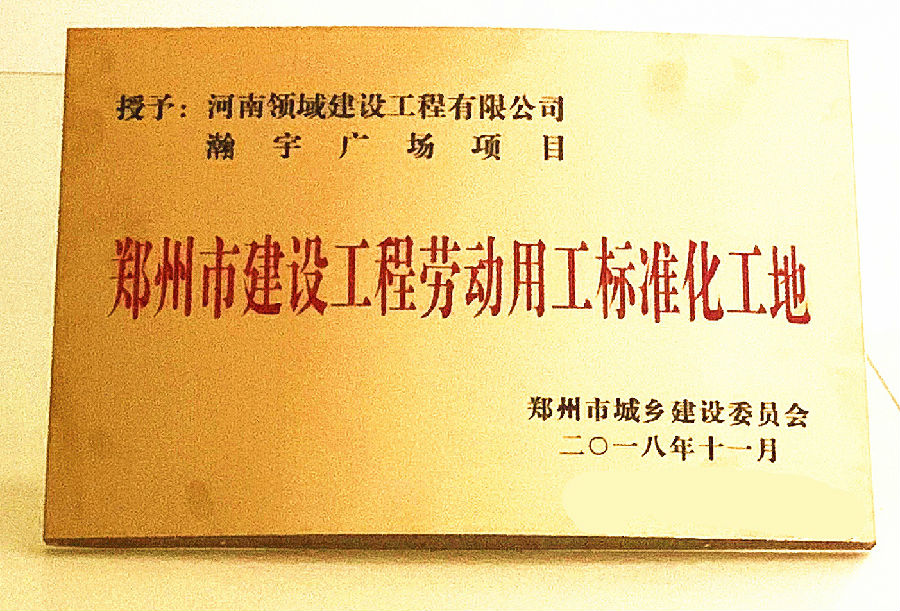 授予：河南领域建设工程有限公司
瀚宇广场项目
郑州市建设工程劳动用工标准化工地
郑州市城乡建设委员会
二〇一八年十一月